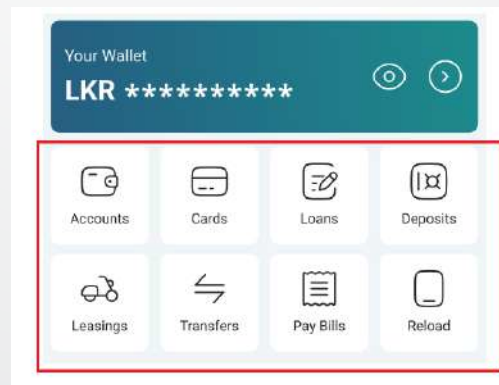 Your Wallet
LKR **********
Accounts Cards Loans Deposits
Leasings Transfers Pay Bills Reload